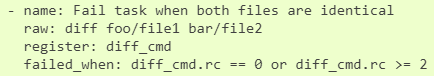 - name: Fail task when both files are identical
  raw: diff foo/file1 bar/file2
  register: diff_cmd
  failed_when: diff_cmd.rc == 0 or diff_cmd.rc >= 2